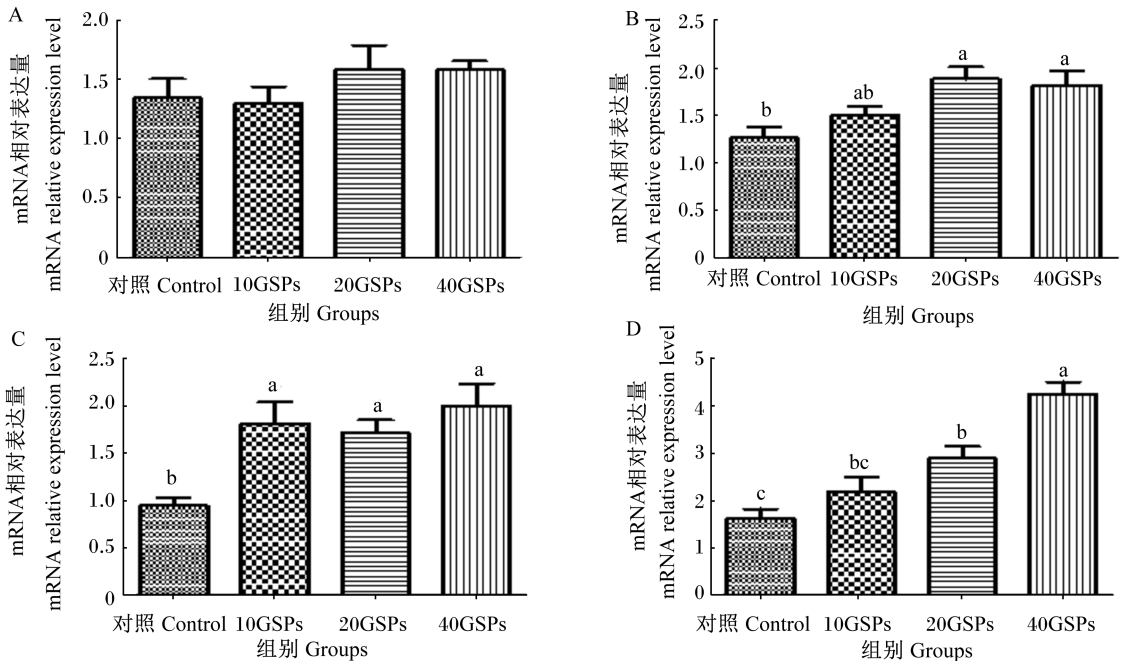 A
mRNA相对表达量
mRNA relative expression level
2.0
1.5
1.0
0.5
0
对照 Control 10GSPs 20GSPs 40GSPs
组别 Groups
B
mRNA相对表达量
mRNA relative expression level
2.5
2.0
1.5
1.0
0.5
0
b
ab
a
a
对照 Control 10GSPs 20GSPs 40GSPs
组别 Groups
C
mRNA相对表达量
mRNA relative expression level
2.5
2.0
1.5
1.0
0.5
0
b
a
a
a
对照 Control 10GSPs 20GSPs 40GSPs
组别 Groups
D
mRNA相对表达量
mRNA relative expression level
5
4
3
2
1
0
c
bc
b
a
对照 Control 10GSPs 20GSPs 40GSPs
组别 Groups